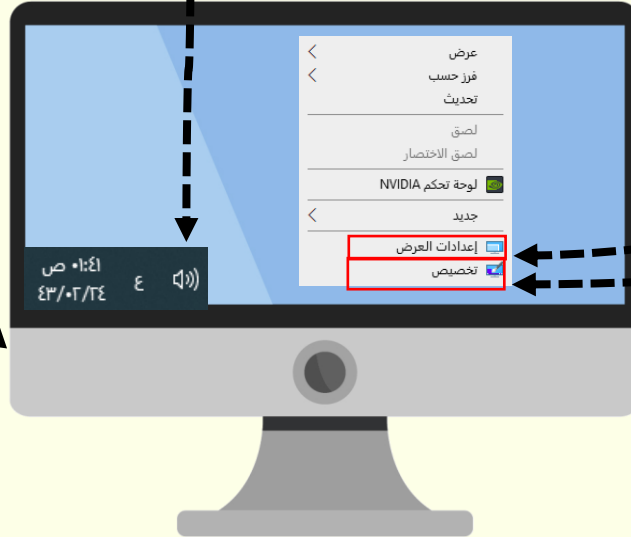 عرض
فرز حسب
تحديث
لصق
لصق الاختصار
لوحة تحكم NVIDIA
جديد
إعدادات العرض
تخصيص
٠١:٤١ ص
ع
٤٣/٠٢/٢٤